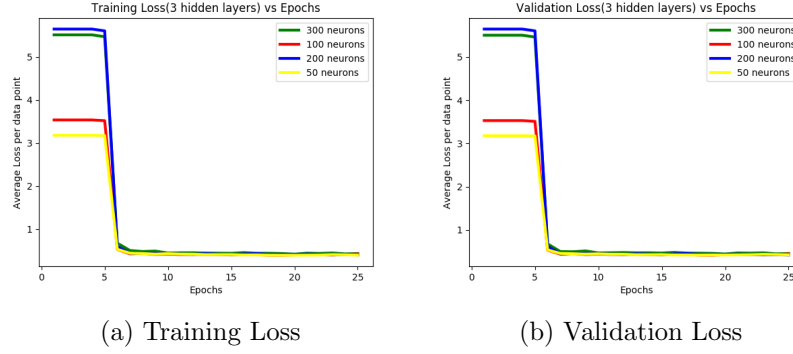 Training Loss(3 hidden layers) vs Epochs
Average Loss per data point
5
4
3
2
1
300 neurons
100 neurons
200 neurons
50 neurons
0
5
10
15
20
25
Epochs
(a) Training Loss
Validation Loss(3 hidden layers) vs Epochs
Average Loss per data point
5
4
3
2
1
300 neurons
100 neurons
200 neurons
50 neurons
0
5
10
15
20
25
Epochs
(b) Validation Loss